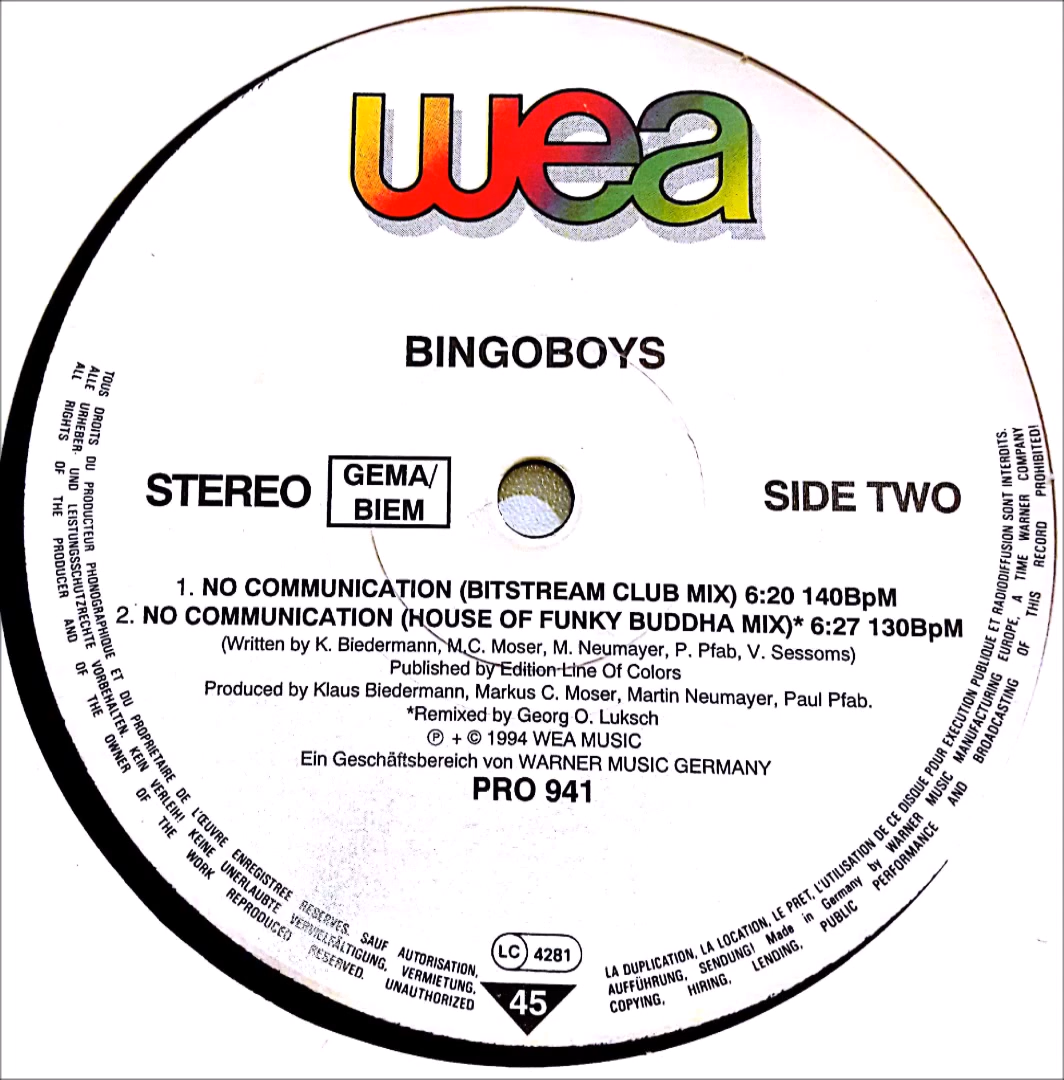 wea
BINGOBOYS
STEREO
GEMA/
BIEM
SIDE TWO
1. NO COMMUNICATION (BITSTREAM CLUB MIX) 6:20 140BpM
2. NO COMMUNICATION (HOUSE OF FUNKY BUDDHA MIX)* 6:27 130BpM
(Written by K. Biedermann, M.C. Moser, M. Neumayer, P. Pfab, V. Sessoms)
Published by Edition Line Of Colors
Produced by Klaus Biedermann, Markus C. Moser, Martin Neumayer, Paul Pfab.
*Remixed by Georg O. Luksch
℗ + © 1994 WEA MUSIC
Ein Geschäftsbereich von WARNER MUSIC GERMANY
PRO 941
TOUS DROITS DU PRODUCTEUR PHONOGRAPHIQUE ET DU PROPRIETAIRE DE L'ŒUVRE ENREGISTREE RESERVES. SAUF AUTORISATION, LA DUPLICATION, LA LOCATION, LE PRET, L'UTILISATION DE CE DISQUE POUR EXECUTION PUBLIQUE ET RADIODIFFUSION SONT INTERDITS.
ALLE URHEBER- UND LEISTUNGSSCHUTZRECHTE VORBEHALTEN. KEIN VERLEIH! KEINE UNERLAUBTE VERVIELFÄLTIGUNG, VERMIETUNG, AUFFÜHRUNG, SENDUNG! Made in Germany by WARNER MUSIC MANUFACTURING EUROPE, A TIME WARNER COMPANY
ALL RIGHTS OF THE PRODUCER AND OF THE OWNER OF THE WORK REPRODUCED RESERVED. UNAUTHORIZED COPYING, HIRING, LENDING, PUBLIC PERFORMANCE AND BROADCASTING OF THIS RECORD PROHIBITED!
LC 4281
45